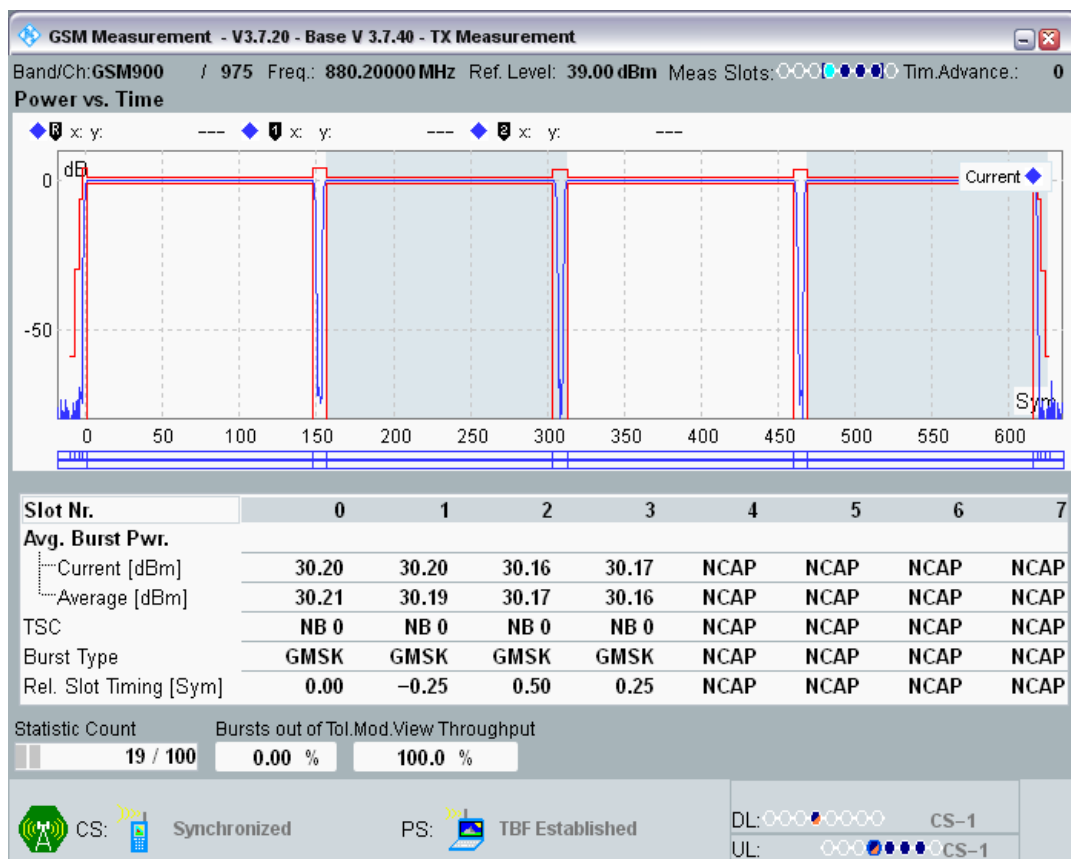 GSM Measurement - V3.7.20 - Base V 3.7.40 - TX Measurement
Band/Ch:GSM900 / 975 Freq.: 880.20000 MHz Ref. Level: 39.00 dBm Meas Slots: Tim.Advance.: 0
Power vs. Time
R x: y: --- 1 x: y: --- 2 x: y: ---
dB
Current
0
-50
Sym
0 50 100 150 200 250 300 350 400 450 500 550 600
Slot Nr. 0 1 2 3 4 5 6 7
Avg. Burst Pwr.
Current [dBm] 30.20 30.20 30.16 30.17 NCAP NCAP NCAP NCAP
Average [dBm] 30.21 30.19 30.17 30.16 NCAP NCAP NCAP NCAP
TSC NB 0 NB 0 NB 0 NB 0 NCAP NCAP NCAP NCAP
Burst Type GMSK GMSK GMSK GMSK NCAP NCAP NCAP NCAP
Rel. Slot Timing [Sym] 0.00 −0.25 0.50 0.25 NCAP NCAP NCAP NCAP
Statistic Count Bursts out of Tol. Mod.View Throughput
19 / 100 0.00 % 100.0 %
CS: Synchronized PS: TBF Established DL: CS−1
UL: CS−1